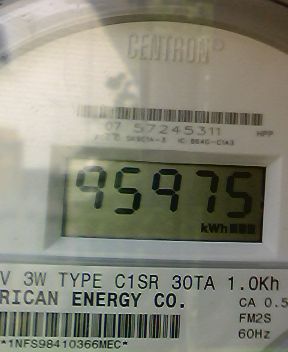 CENTRON
07 57245311 HPP
95975
kWh
V 3W TYPE C1SR 30TA 1.0Kh
RICAN ENERGY CO. CA 0.5
FM2S
*1NFS98410366MEC* 60Hz